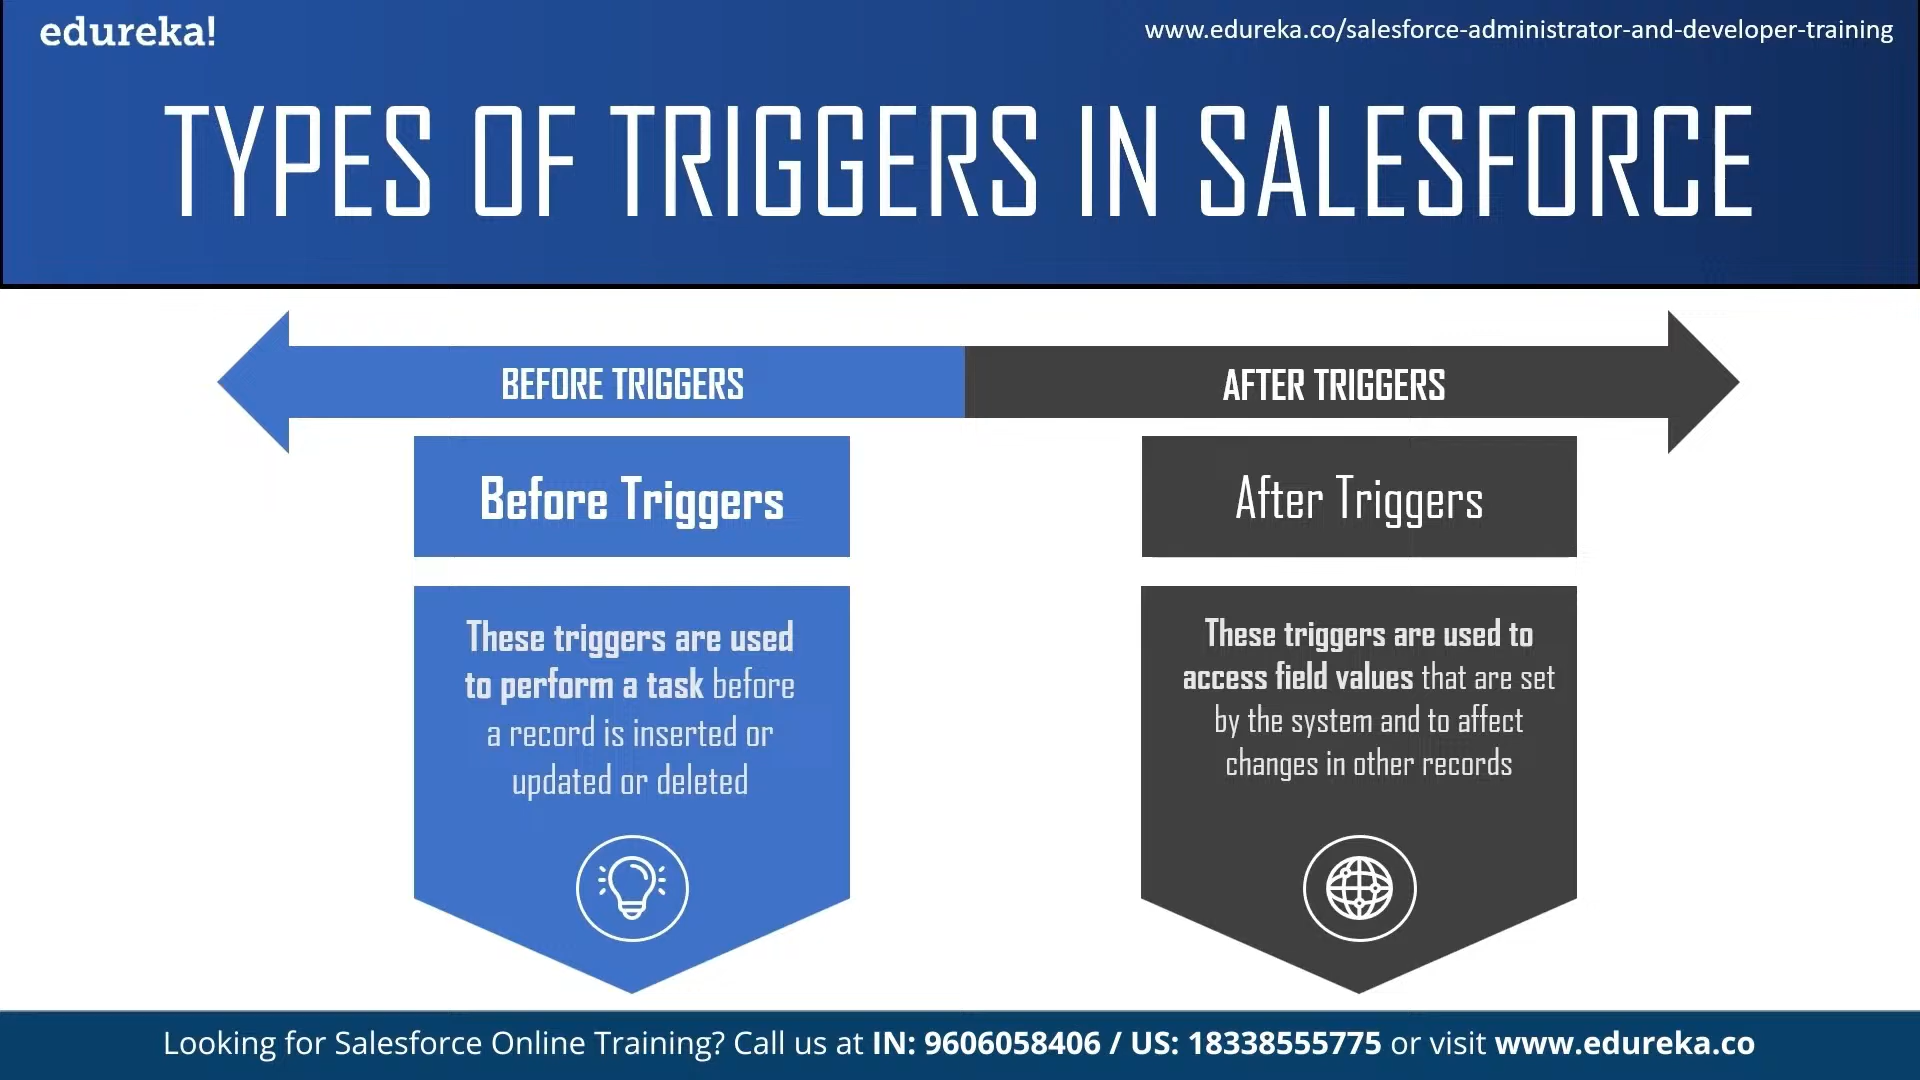 edureka!
www.edureka.co/salesforce-administrator-and-developer-training
TYPES OF TRIGGERS IN SALESFORCE
BEFORE TRIGGERS
AFTER TRIGGERS
Before Triggers
These triggers are used
to perform a task before
a record is inserted or
updated or deleted
After Triggers
These triggers are used to
access field values that are set
by the system and to affect
changes in other records
Looking for Salesforce Online Training? Call us at IN: 9606058406 / US: 18338555775 or visit www.edureka.co